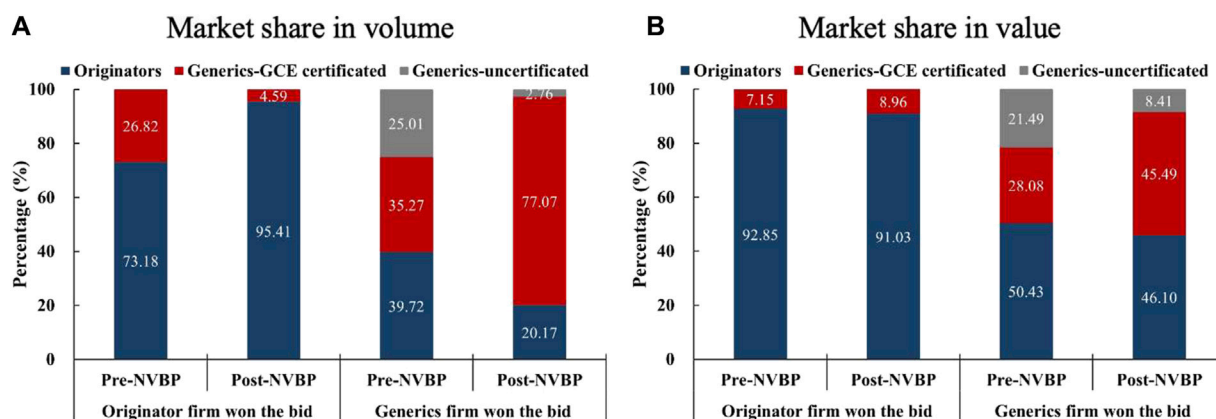 A
Market share in volume
Originators Generics-GCE certificated Generics-uncertificated
Percentage (%)
100
80
60
40
20
0
26.82
73.18
4.59
95.41
25.01
35.27
39.72
2.76
77.07
20.17
Pre-NVBP Post-NVBP Pre-NVBP Post-NVBP
Originator firm won the bid Generics firm won the bid
B
Market share in value
Originators Generics-GCE certificated Generics-uncertificated
Percentage (%)
100
80
60
40
20
0
7.15
92.85
8.96
91.03
21.49
28.08
50.43
8.41
45.49
46.10
Pre-NVBP Post-NVBP Pre-NVBP Post-NVBP
Originator firm won the bid Generics firm won the bid